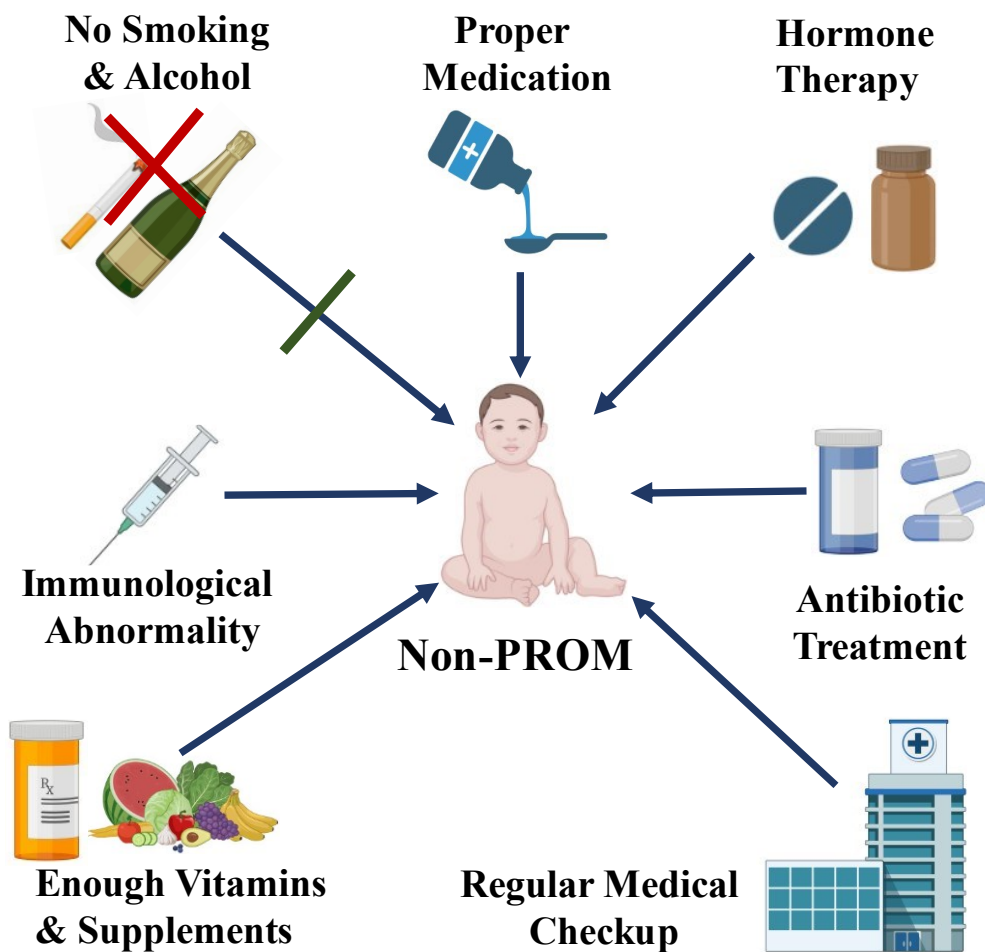 No Smoking
& Alcohol
Proper
Medication
Hormone
Therapy
Immunological
Abnormality
Antibiotic
Treatment
Non-PROM
Rx
Enough Vitamins
& Supplements
Regular Medical
Checkup